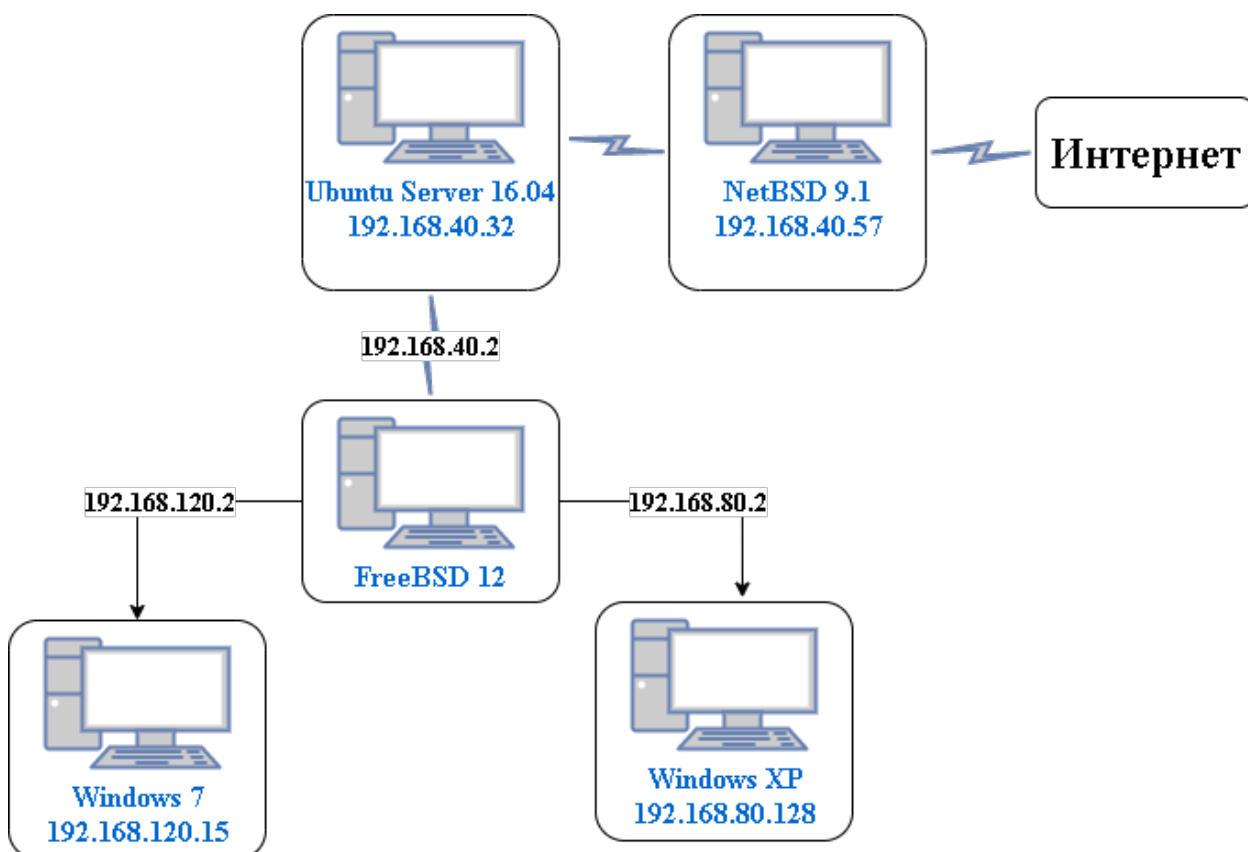 Ubuntu Server 16.04
192.168.40.32
NetBSD 9.1
192.168.40.57
Интернет
192.168.40.2
192.168.120.2
192.168.80.2
FreeBSD 12
Windows 7
192.168.120.15
Windows XP
192.168.80.128